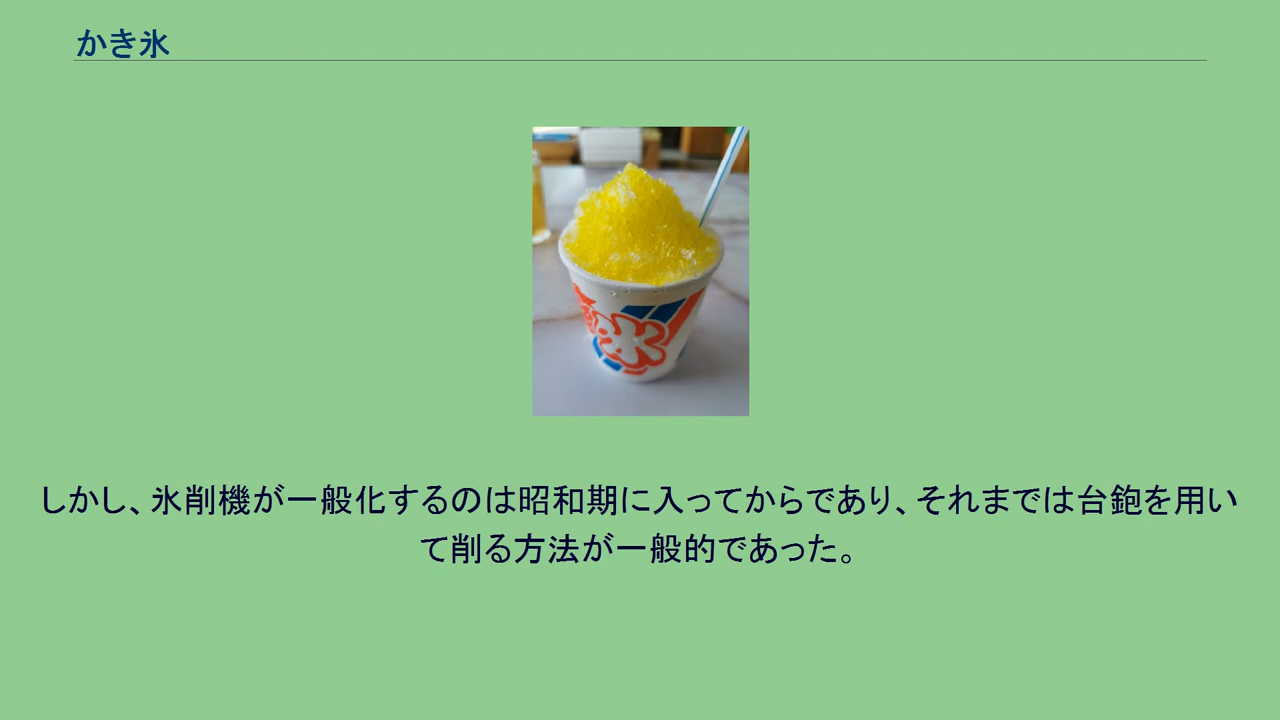 かき氷
氷
しかし、氷削機が一般化するのは昭和期に入ってからであり、それまでは台鉋を用い
て削る方法が一般的であった。